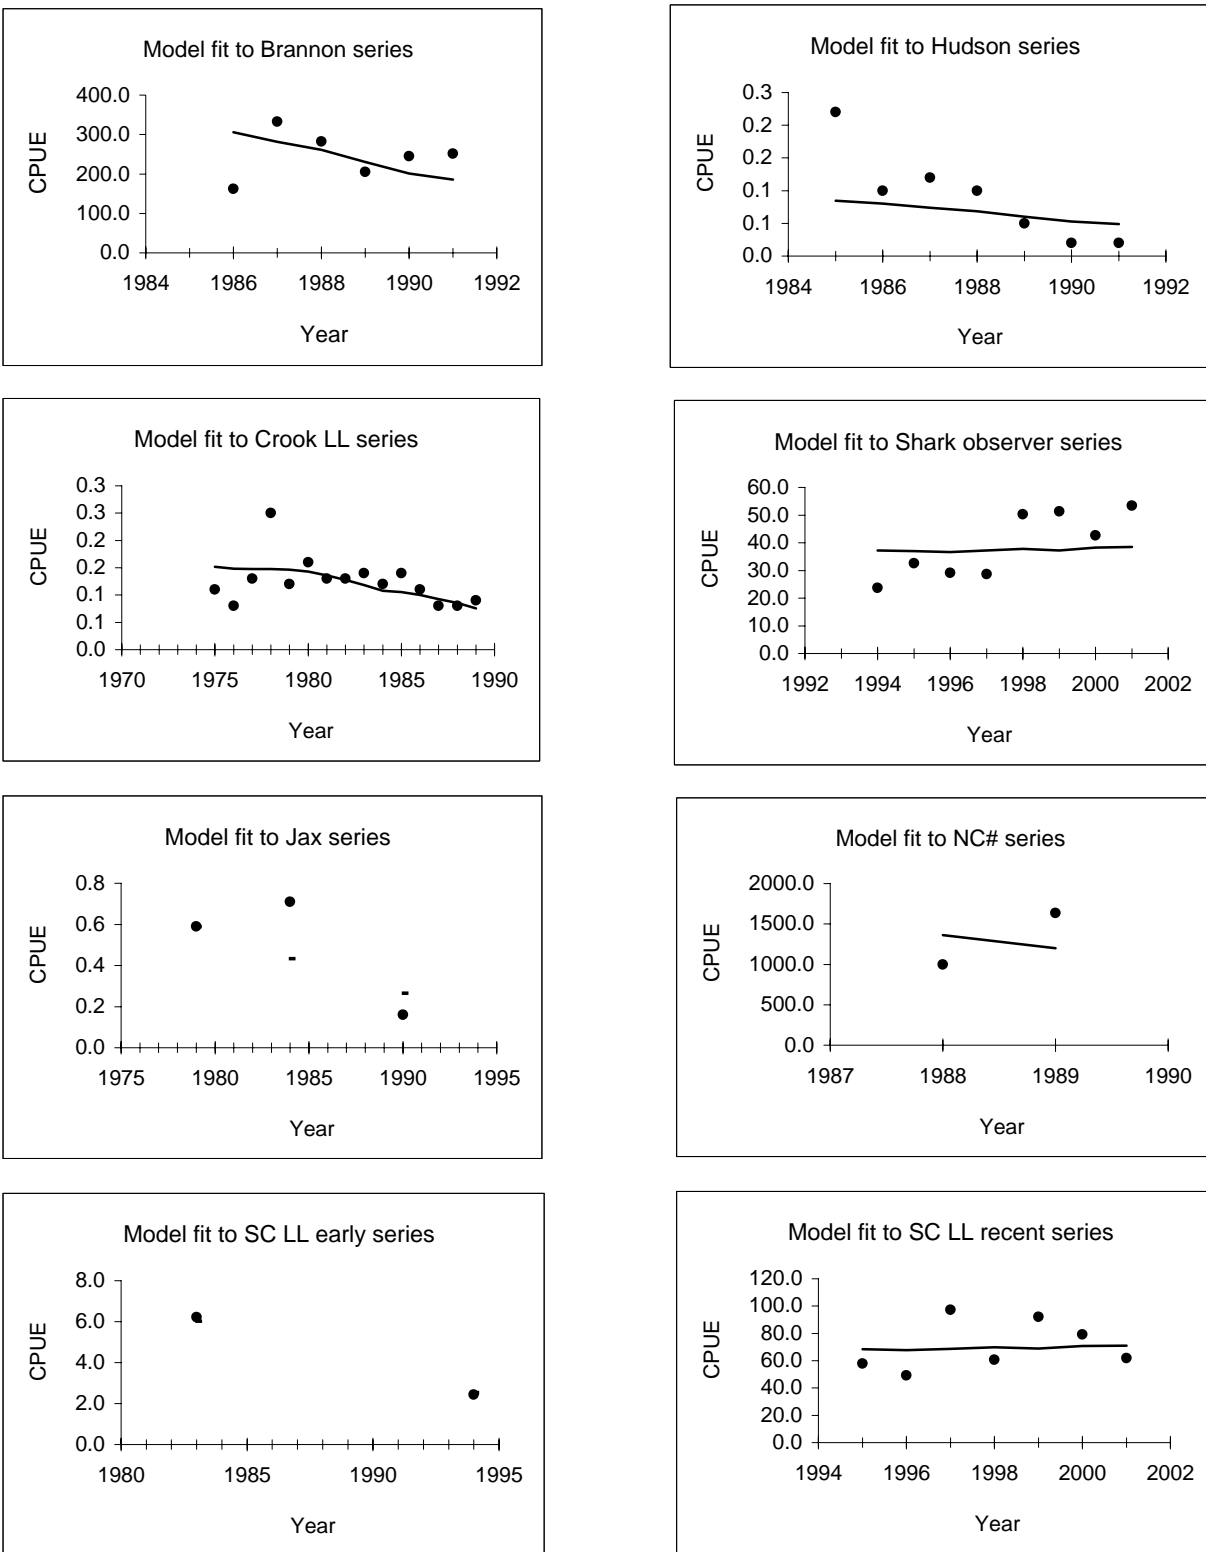 Model fit to Brannon series
CPUE
400.0
300.0
200.0
100.0
0.0
1984 1986 1988 1990 1992
Year
Model fit to Hudson series
CPUE
0.3
0.2
0.2
0.1
0.1
0.0
1984 1986 1988 1990 1992
Year
Model fit to Crook LL series
CPUE
0.3
0.3
0.2
0.2
0.1
0.1
0.0
1970 1975 1980 1985 1990
Year
Model fit to Shark observer series
CPUE
60.0
50.0
40.0
30.0
20.0
10.0
0.0
1992 1994 1996 1998 2000 2002
Year
Model fit to Jax series
CPUE
0.8
0.6
0.4
0.2
0.0
1975 1980 1985 1990 1995
Year
Model fit to NC# series
CPUE
2000.0
1500.0
1000.0
500.0
0.0
1987 1988 1989 1990
Year
Model fit to SC LL early series
CPUE
8.0
6.0
4.0
2.0
0.0
1980 1985 1990 1995
Year
Model fit to SC LL recent series
CPUE
120.0
100.0
80.0
60.0
40.0
20.0
0.0
1994 1996 1998 2000 2002
Year